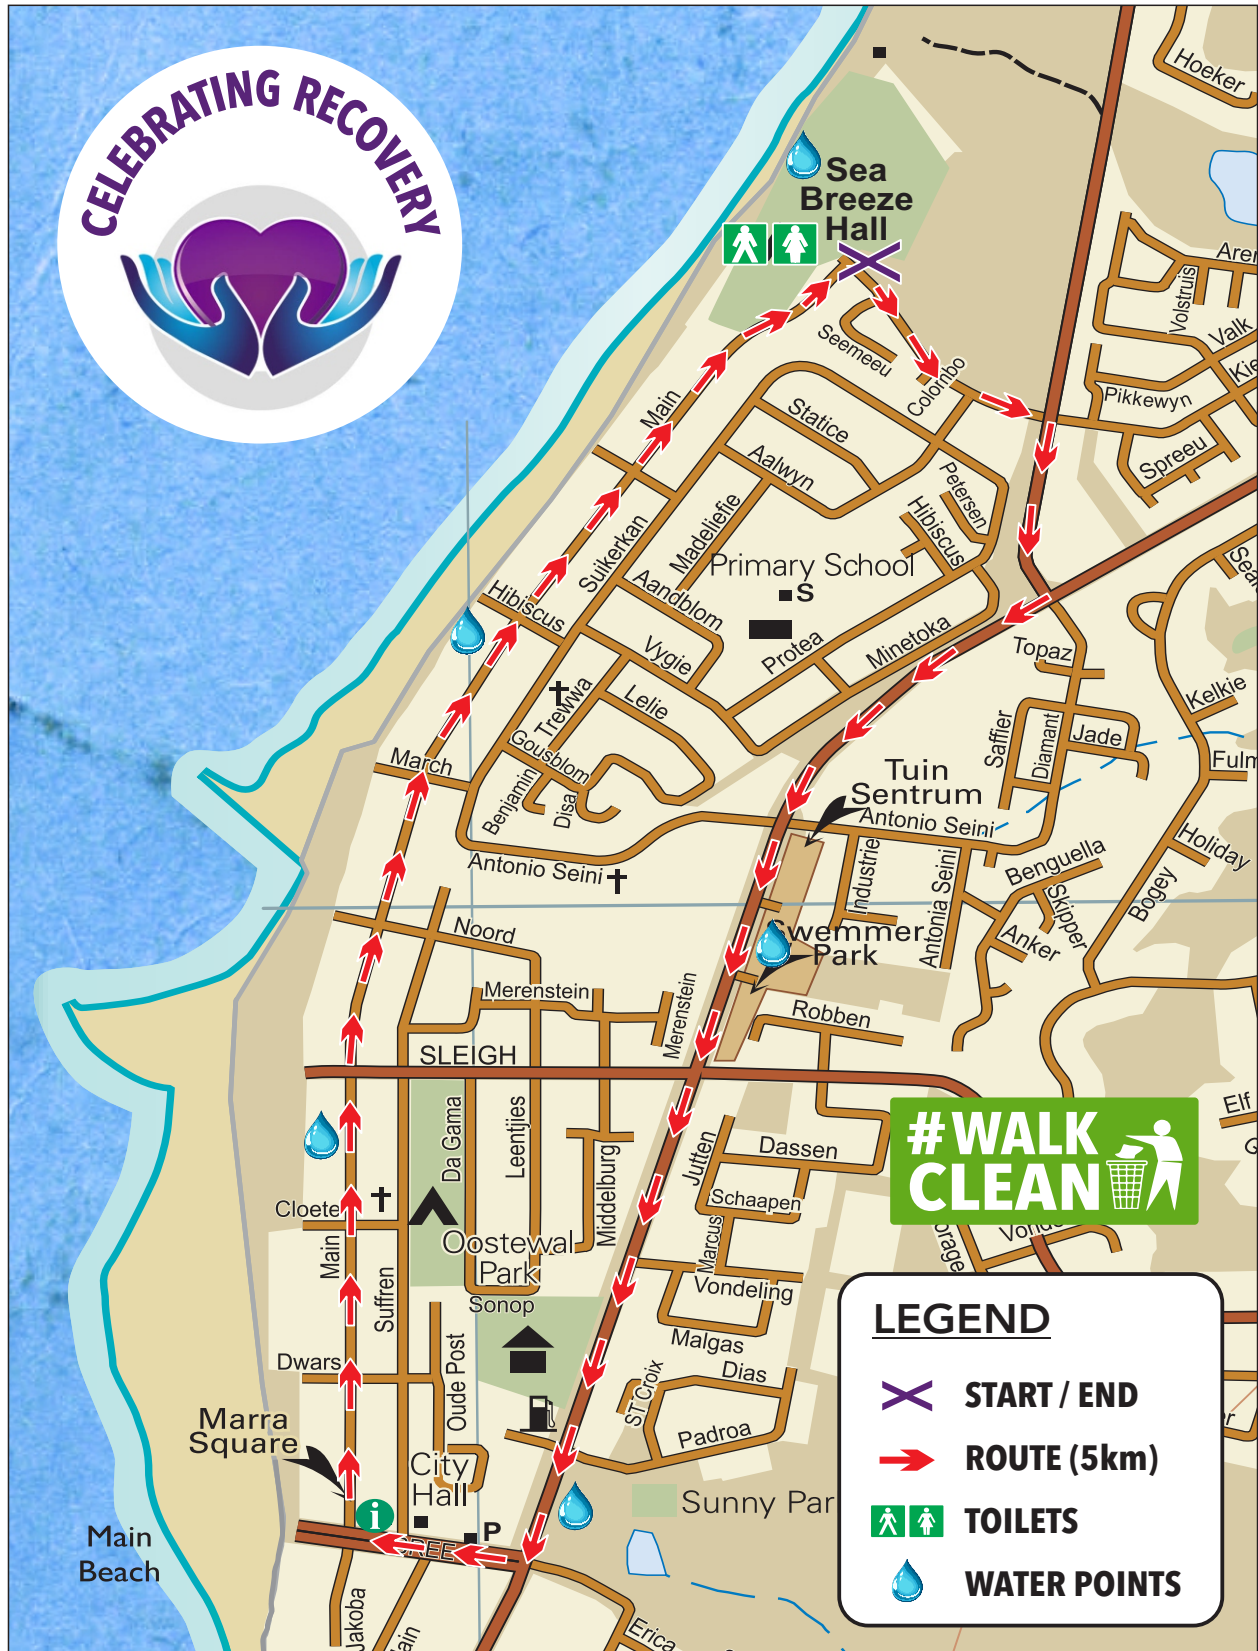 CELEBRATING RECOVERY
Hoeker
Sea
Breeze
Hall
Volstruis
Valk
Pikkewyn
Spreeu
Seemeeu
Colombo
Main
Statice
Aalwyn
Petersen
Hibiscus
Madeliefie
Suikerkan
Primary School
S
Aandblom
Hibiscus
Vygie
Protea
Minetoka
Topaz
Trewwa
Lelie
Gousblom
Benjamin
Disa
March
Saffier
Diamant
Jade
Kelkie
Tuin
Sentrum
Antonio Seini
Antonio Seini
Industrie
Antonia Seini
Benguella
Skipper
Anker
Bogey
Holiday
Noord
Swemmer
Park
Merenstein
Merenstein
Robben
SLEIGH
Da Gama
Leentjies
Middelburg
Jutten
Dassen
Schaapen
Marcus
Vondeling
Malgas
#WALK
CLEAN
Elf
Cloete
Main
Suffren
Oostewal
Park
Sonop
Dwars
Oude Post
ST Croix
Dias
Padroa
Marra
Square
City
Hall
i
P
Sunny Par
Main
Beach
Jakoba
Erica
LEGEND
START / END
ROUTE (5km)
TOILETS
WATER POINTS